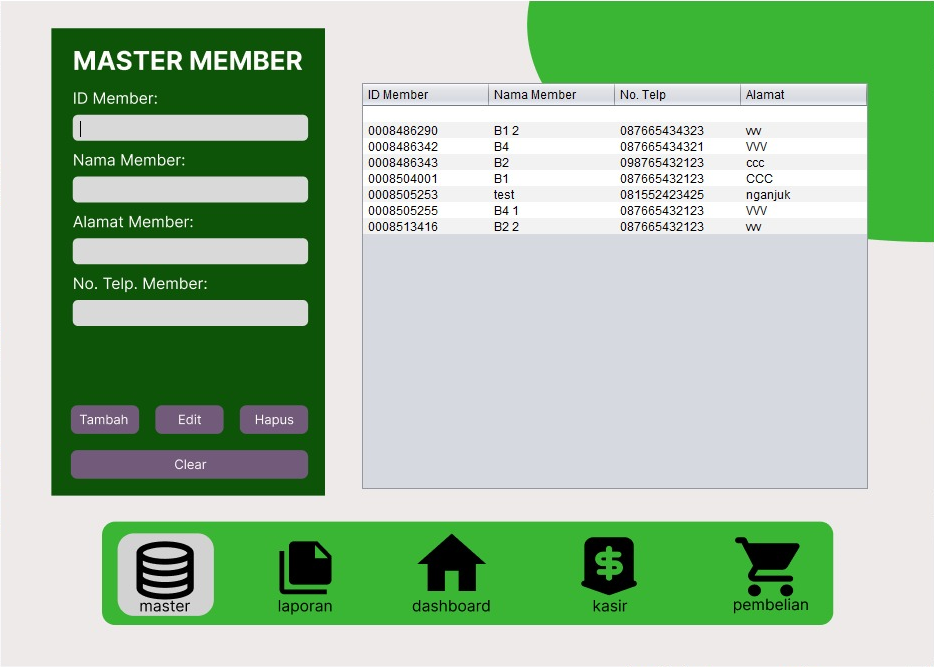 MASTER MEMBER
ID Member:
Nama Member:
Alamat Member:
No. Telp. Member:
Tambah Edit Hapus
Clear
ID Member Nama Member No. Telp Alamat
0008486290 B1 2 087665434323 vvv
0008486342 B4 087665434321 VVV
0008486343 B2 098765432123 ccc
0008504001 B1 087665432123 CCC
0008505253 test 081552423425 nganjuk
0008505255 B4 1 087665432123 VVV
0008513416 B2 2 087665432123 vvv
master laporan dashboard kasir pembelian